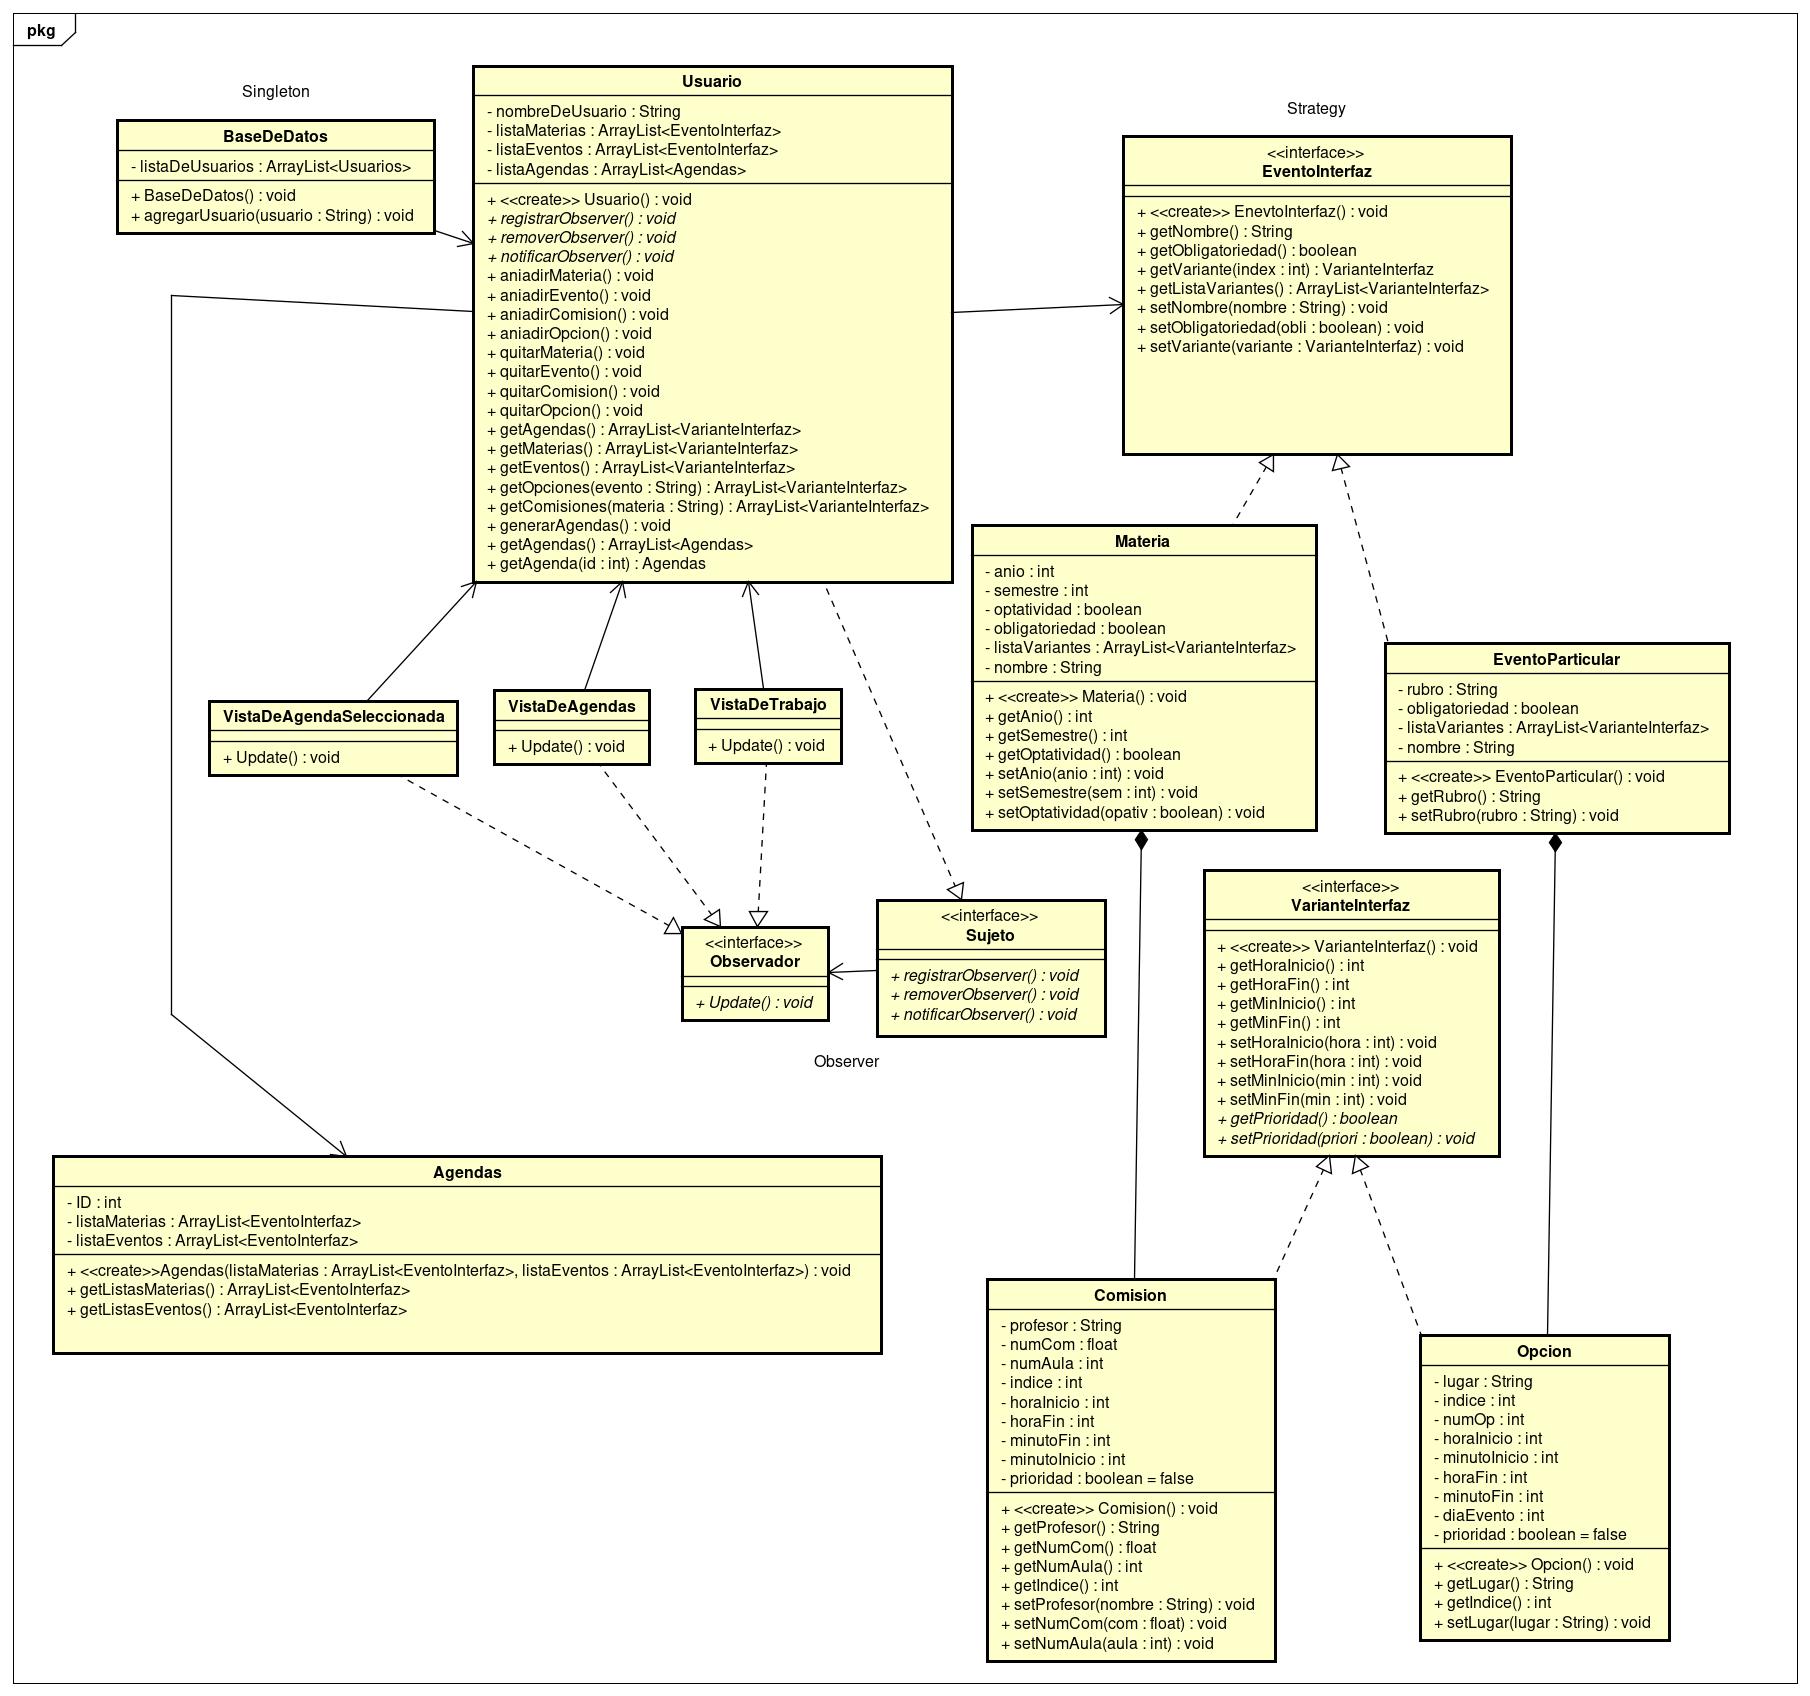 pkg
Singleton
BaseDeDatos
- listaDeUsuarios : ArrayList<Usuarios>
+ BaseDeDatos() : void
+ agregarUsuario(usuario : String) : void
Usuario
- nombreDeUsuario : String
- listaMaterias : ArrayList<EventoInterfaz>
- listaEventos : ArrayList<EventoInterfaz>
- listaAgendas : ArrayList<Agendas>
+ <<create>> Usuario() : void
+ registrarObserver() : void
+ removerObserver() : void
+ notificarObserver() : void
+ aniadirMateria() : void
+ aniadirEvento() : void
+ aniadirComision() : void
+ aniadirOpcion() : void
+ quitarMateria() : void
+ quitarEvento() : void
+ quitarComision() : void
+ quitarOpcion() : void
+ getAgendas() : ArrayList<VarianteInterfaz>
+ getMaterias() : ArrayList<VarianteInterfaz>
+ getEventos() : ArrayList<VarianteInterfaz>
+ getOpciones(evento : String) : ArrayList<VarianteInterfaz>
+ getComisiones(materia : String) : ArrayList<VarianteInterfaz>
+ generarAgendas() : void
+ getAgendas() : ArrayList<Agendas>
+ getAgenda(id : int) : Agendas
Strategy
<<interface>>
EventoInterfaz
+ <<create>> EnevtoInterfaz() : void
+ getNombre() : String
+ getObligatoriedad() : boolean
+ getVariante(index : int) : VarianteInterfaz
+ getListaVariantes() : ArrayList<VarianteInterfaz>
+ setNombre(nombre : String) : void
+ setObligatoriedad(obli : boolean) : void
+ setVariante(variante : VarianteInterfaz) : void
Materia
- anio : int
- semestre : int
- optatividad : boolean
- obligatoriedad : boolean
- listaVariantes : ArrayList<VarianteInterfaz>
- nombre : String
+ <<create>> Materia() : void
+ getAnio() : int
+ getSemestre() : int
+ getOptatividad() : boolean
+ setAnio(anio : int) : void
+ setSemestre(sem : int) : void
+ setOptatividad(opativ : boolean) : void
EventoParticular
- rubro : String
- obligatoriedad : boolean
- listaVariantes : ArrayList<VarianteInterfaz>
- nombre : String
+ <<create>> EventoParticular() : void
+ getRubro() : String
+ setRubro(rubro : String) : void
VistaDeAgendaSeleccionada
+ Update() : void
VistaDeAgendas
+ Update() : void
VistaDeTrabajo
+ Update() : void
<<interface>>
Observador
+ Update() : void
<<interface>>
Sujeto
+ registrarObserver() : void
+ removerObserver() : void
+ notificarObserver() : void
Observer
<<interface>>
VarianteInterfaz
+ <<create>> VarianteInterfaz() : void
+ getHoraInicio() : int
+ getHoraFin() : int
+ getMinInicio() : int
+ getMinFin() : int
+ setHoraInicio(hora : int) : void
+ setHoraFin(hora : int) : void
+ setMinInicio(min : int) : void
+ setMinFin(min : int) : void
+ getPrioridad() : boolean
+ setPrioridad(priori : boolean) : void
Agendas
- ID : int
- listaMaterias : ArrayList<EventoInterfaz>
- listaEventos : ArrayList<EventoInterfaz>
+ <<create>>Agendas(listaMaterias : ArrayList<EventoInterfaz>, listaEventos : ArrayList<EventoInterfaz>) : void
+ getListasMaterias() : ArrayList<EventoInterfaz>
+ getListasEventos() : ArrayList<EventoInterfaz>
Comision
- profesor : String
- numCom : float
- numAula : int
- indice : int
- horaInicio : int
- horaFin : int
- minutoFin : int
- minutoInicio : int
- prioridad : boolean = false
+ <<create>> Comision() : void
+ getProfesor() : String
+ getNumCom() : float
+ getNumAula() : int
+ getIndice() : int
+ setProfesor(nombre : String) : void
+ setNumCom(com : float) : void
+ setNumAula(aula : int) : void
Opcion
- lugar : String
- indice : int
- numOp : int
- horaInicio : int
- minutoInicio : int
- horaFin : int
- minutoFin : int
- diaEvento : int
- prioridad : boolean = false
+ <<create>> Opcion() : void
+ getLugar() : String
+ getIndice() : int
+ setLugar(lugar : String) : void